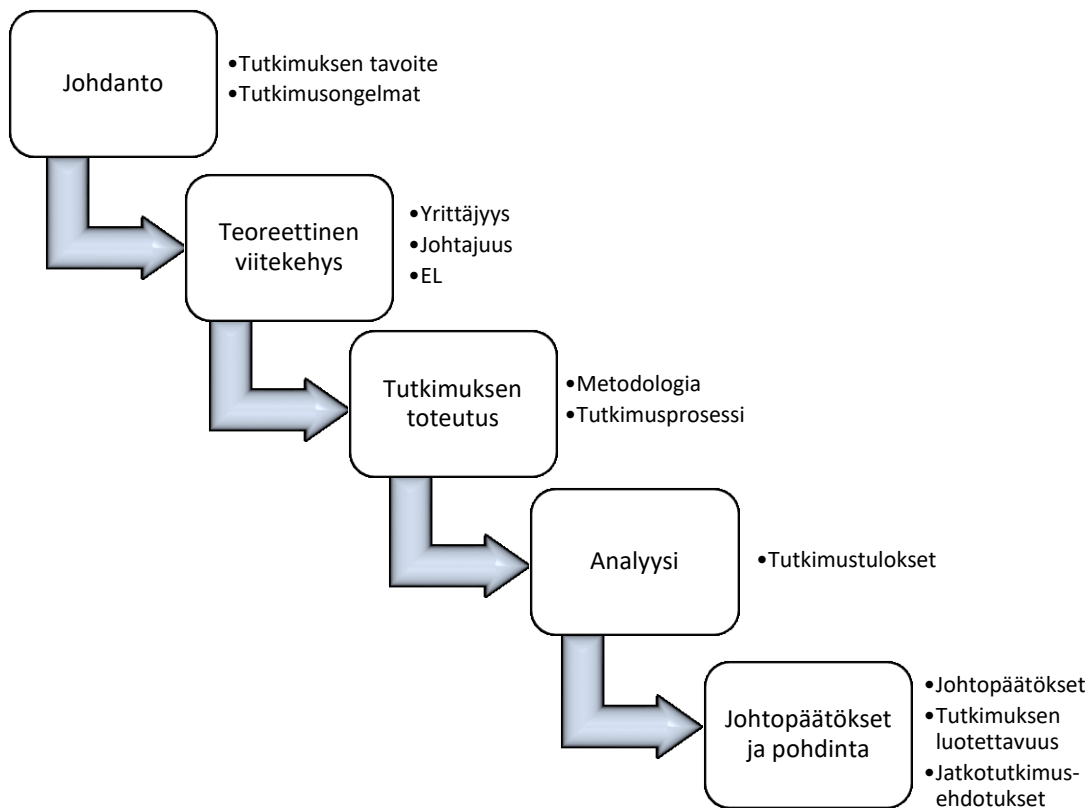 Johdanto
•Tutkimuksen tavoite
•Tutkimusongelmat
Teoreettinen
viitekehys
•Yrittäjyys
•Johtajuus
•EL
Tutkimuksen
toteutus
•Metodologia
•Tutkimusprosessi
Analyysi
•Tutkimustulokset
Johtopäätökset
ja pohdinta
•Johtopäätökset
•Tutkimuksen
luotettavuus
•Jatkotutkimus-
ehdotukset